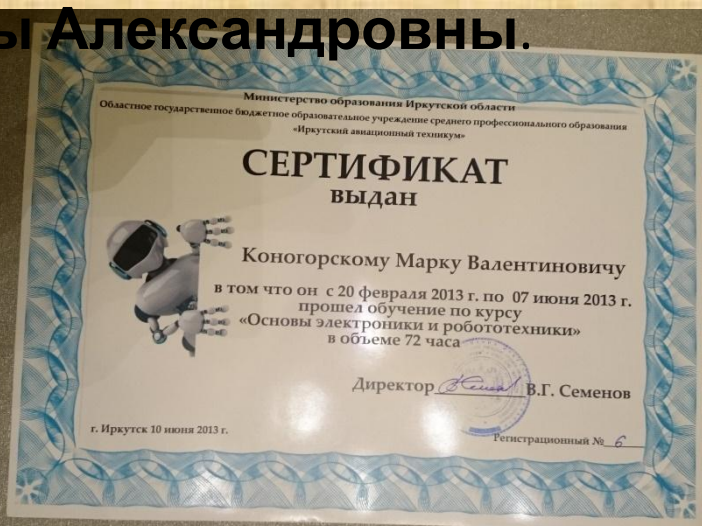 ы Александровны.
Министерство образования Иркутской области
Областное государственное бюджетное образовательное учреждение среднего профессионального образования
«Иркутский авиационный техникум»
СЕРТИФИКАТ
выдан
Коногорскому Марку Валентиновичу
в том что он с 20 февраля 2013 г. по 07 июня 2013 г.
прошел обучение по курсу
«Основы электроники и робототехники»
в объеме 72 часа
Директор В.Г. Семенов
г. Иркутск 10 июня 2013 г.
Регистрационный № 6